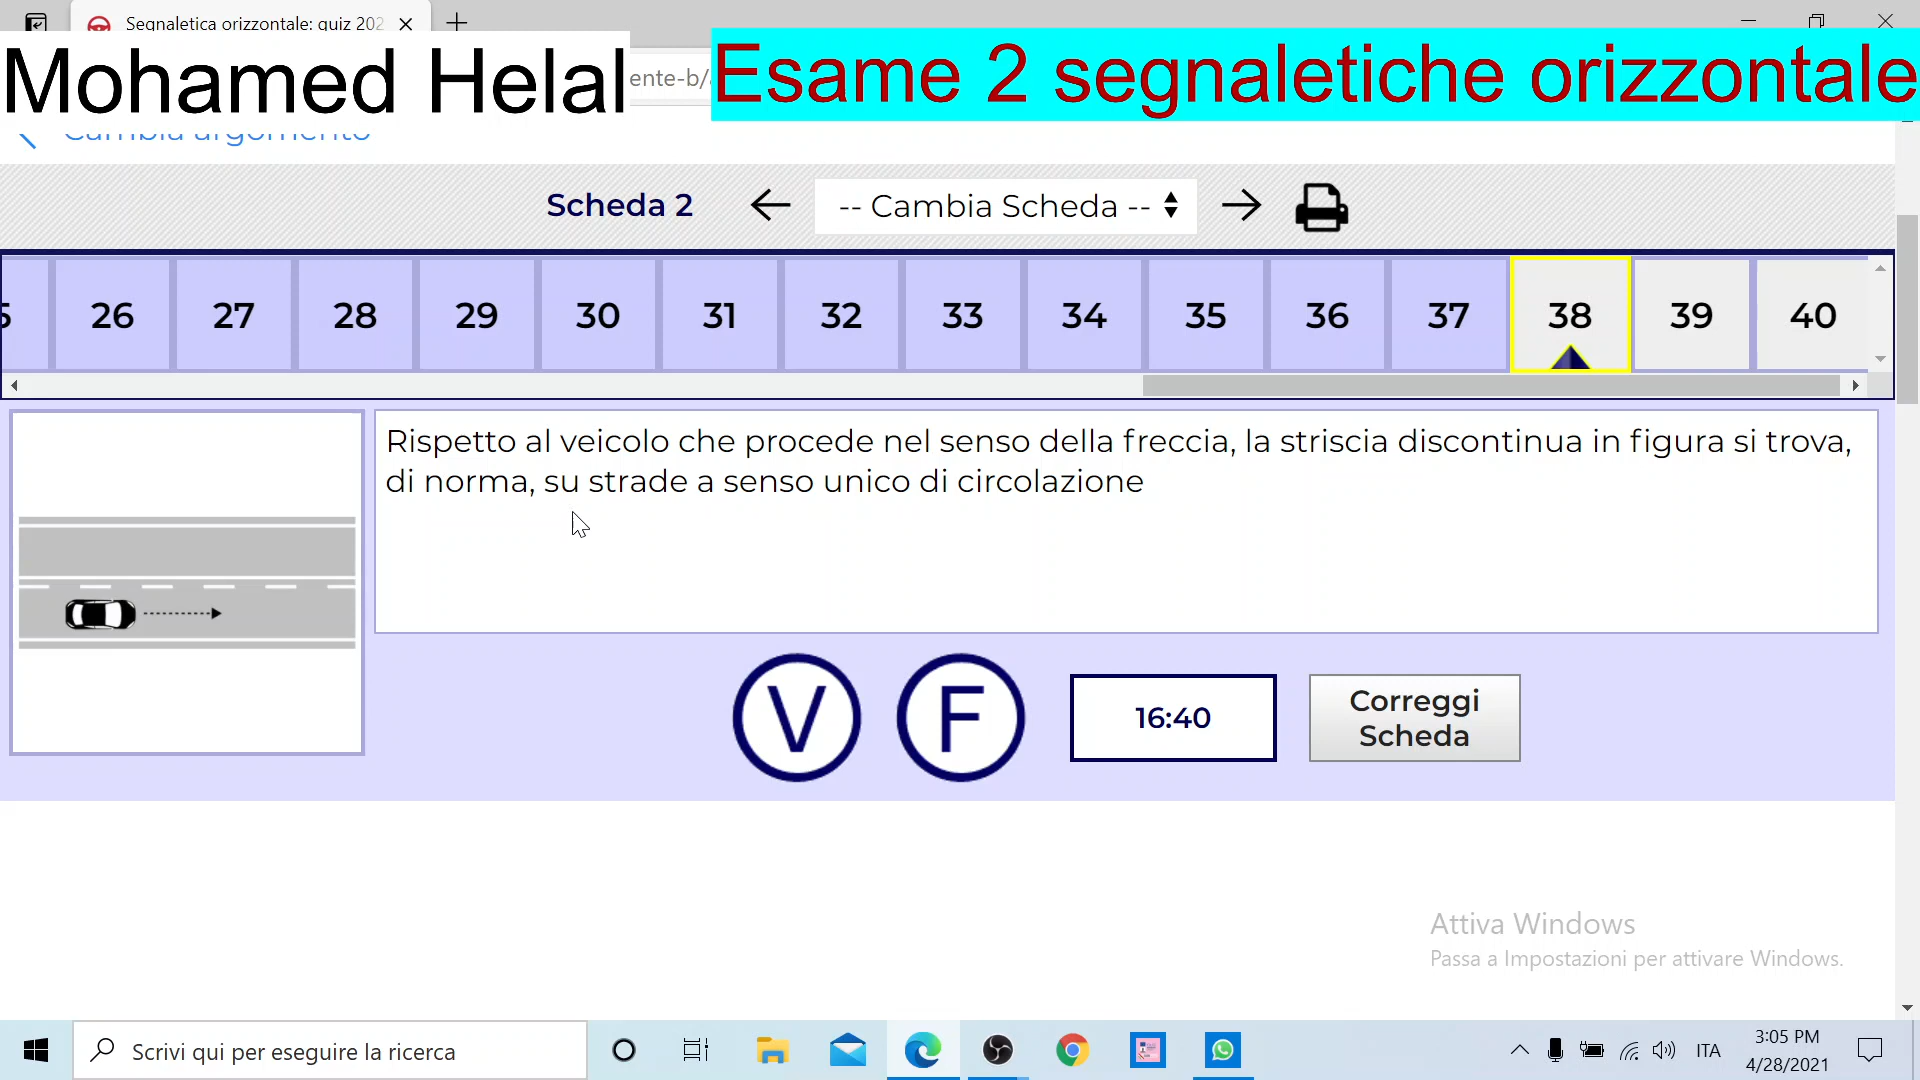 Segnaletica orizzontale: quiz 202
Mohamed Helal
ente-b/
Esame 2 segnaletiche orizzontale
Cambia argomento
Scheda 2
-- Cambia Scheda --
26 27 28 29 30 31 32 33 34 35 36 37 38 39 40
Rispetto al veicolo che procede nel senso della freccia, la striscia discontinua in figura si trova,
di norma, su strade a senso unico di circolazione
V F 16:40 Correggi
Scheda
Attiva Windows
Passa a Impostazioni per attivare Windows.
Scrivi qui per eseguire la ricerca
ITA
3:05 PM
4/28/2021